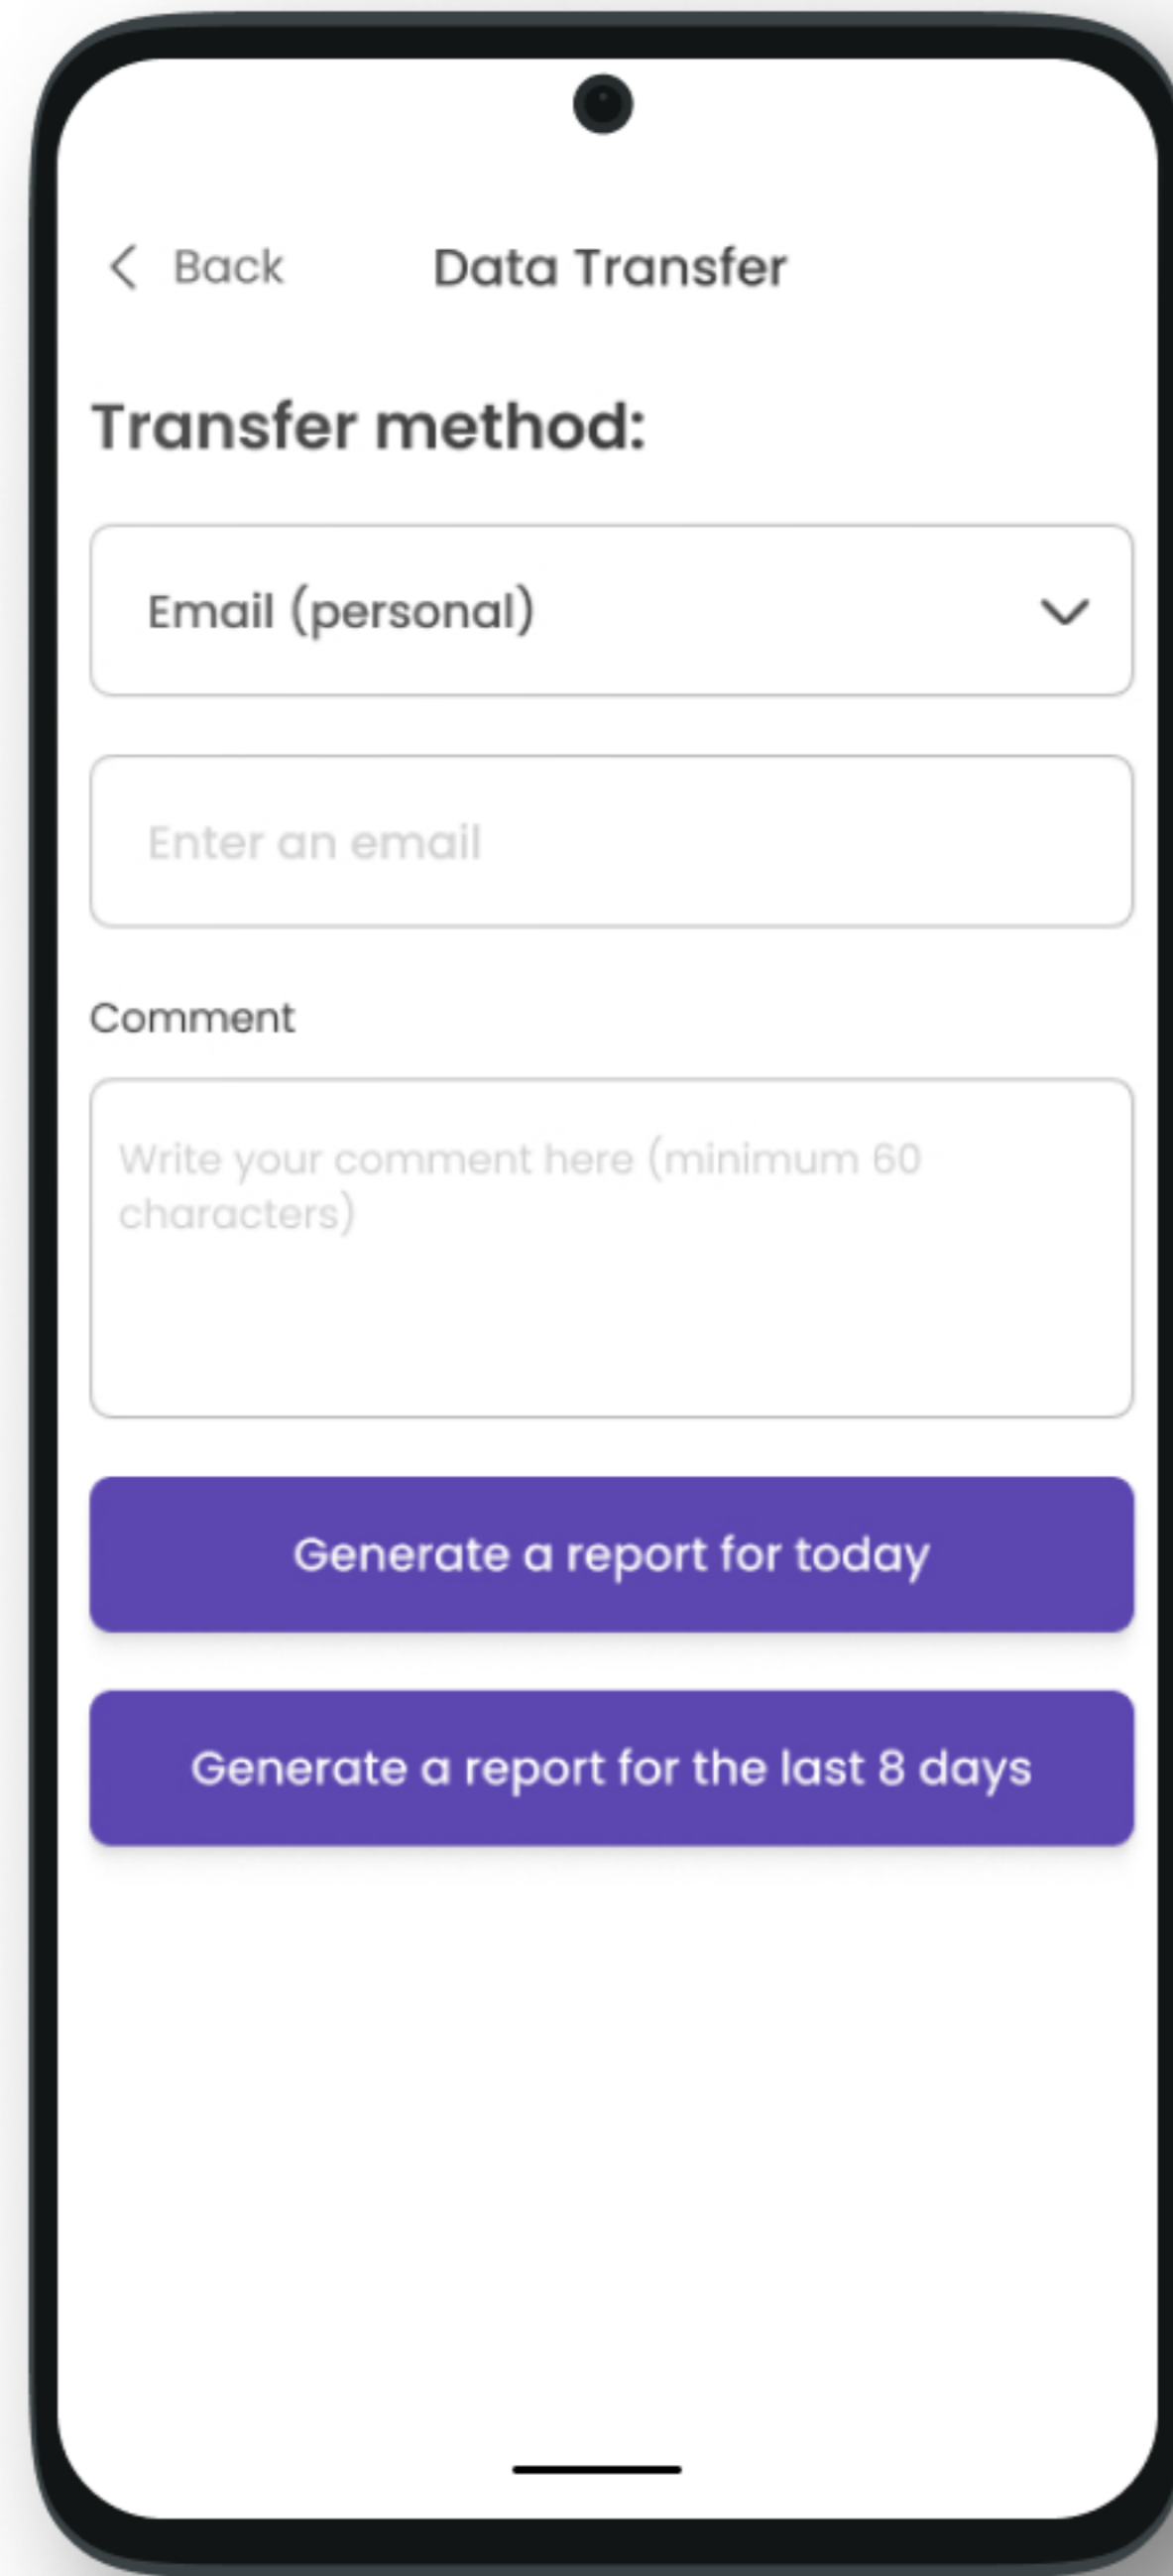 Back
Data Transfer
Transfer method:
Email (personal)
Enter an email
Comment
Write your comment here (minimum 60
characters)
Generate a report for today
Generate a report for the last 8 days